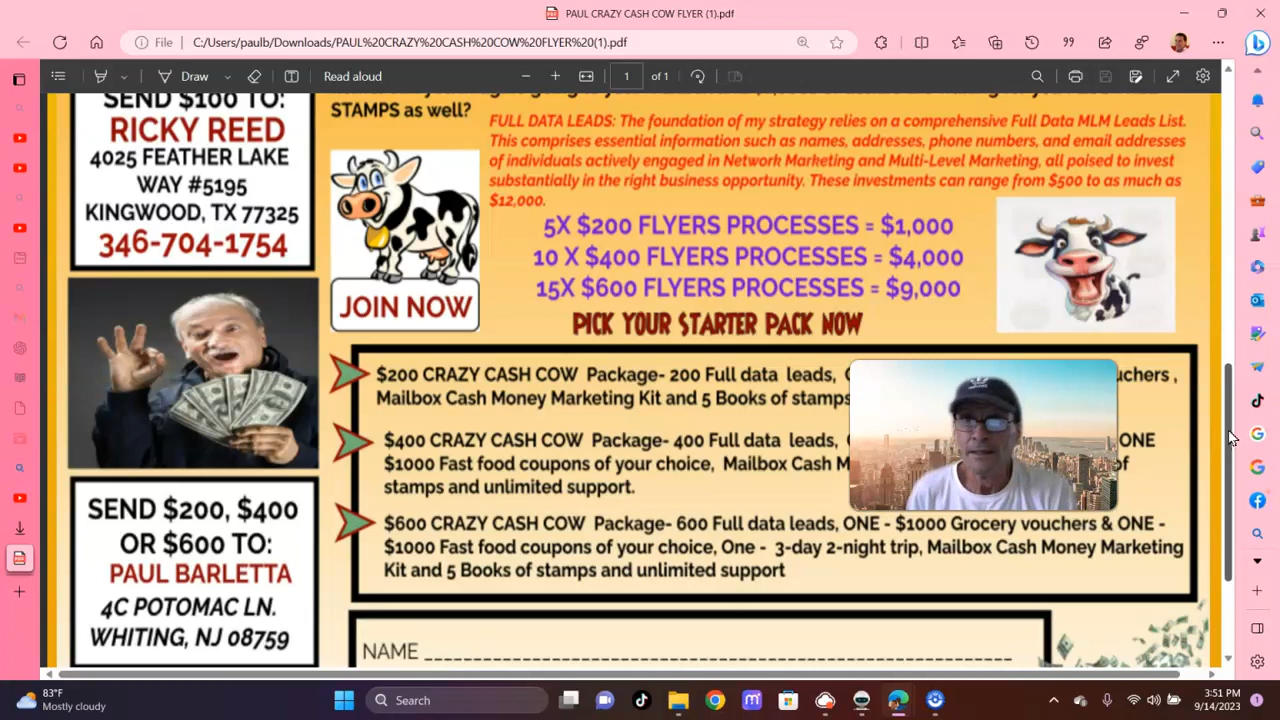 PAUL CRAZY CASH COW FLYER (1).pdf
File
C:/Users/paulb/Downloads/PAUL%20CRAZY%20CASH%20COW%20FLYER%20(1).pdf
Draw
Read aloud
1
of 1
SEND $100 TO:
RICKY REED
4025 FEATHER LAKE
WAY #5195
KINGWOOD, TX 77325
346-704-1754
STAMPS as well?
FULL DATA LEADS: The foundation of my strategy relies on a comprehensive Full Data MLM Leads List.
This comprises essential information such as names, addresses, phone numbers, and email addresses
of individuals actively engaged in Network Marketing and Multi-Level Marketing, all poised to invest
substantially in the right business opportunity. These investments can range from $500 to as much as
$12,000.
5X $200 FLYERS PROCESSES = $1,000
10 X $400 FLYERS PROCESSES = $4,000
15X $600 FLYERS PROCESSES = $9,000
JOIN NOW
PICK YOUR STARTER PACK NOW
$200 CRAZY CASH COW Package- 200 Full data leads,
Mailbox Cash Money Marketing Kit and 5 Books of stamps
$400 CRAZY CASH COW Package- 400 Full data leads, ONE
$1000 Fast food coupons of your choice, Mailbox Cash M of
stamps and unlimited support.
$600 CRAZY CASH COW Package- 600 Full data leads, ONE - $1000 Grocery vouchers & ONE -
$1000 Fast food coupons of your choice, One - 3-day 2-night trip, Mailbox Cash Money Marketing
Kit and 5 Books of stamps and unlimited support
SEND $200, $400
OR $600 TO:
PAUL BARLETTA
4C POTOMAC LN.
WHITING, NJ 08759
NAME
83°F
Mostly cloudy
Search
3:51 PM
9/14/2023